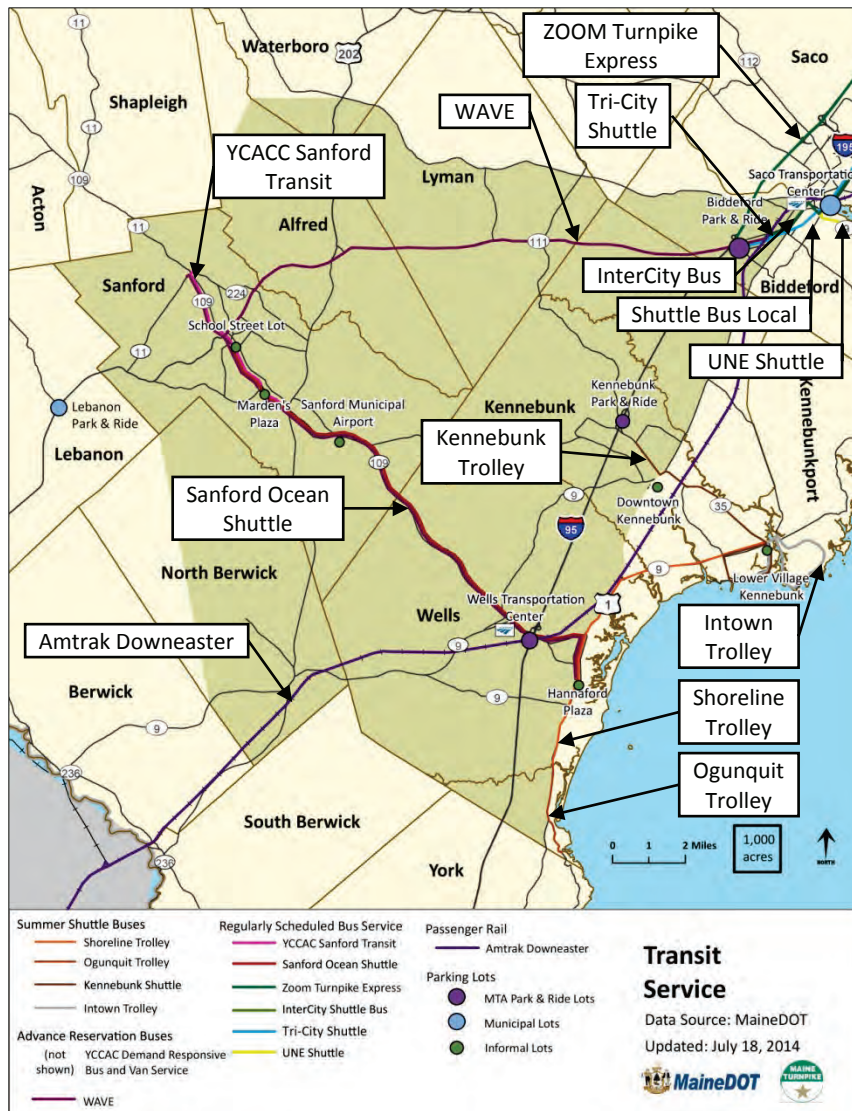 Waterboro
Shapleigh
Acton
Lyman
Alfred
Sanford
Saco
ZOOM Turnpike
Express
Tri-City
Shuttle
WAVE
YCACC Sanford
Transit
11
202
112
11
11
109
11
195
Saco Transportation
Center
Biddeford
Park & Ride
9
111
InterCity Bus
Biddeford
Shuttle Bus Local
UNE Shuttle
109
224
School Street Lot
11
Marden's
Plaza
Sanford Municipal
Airport
109
Lebanon
Park & Ride
Lebanon
Kennebunk
Park & Ride
Kennebunk
Kennebunkport
Kennebunk
Trolley
Downtown
Kennebunk
9
35
95
Sanford Ocean
Shuttle
North Berwick
Wells
Wells Transportation
Center
1
9
Lower Village
Kennebunk
Intown
Trolley
Amtrak Downeaster
9
9
Hannaford
Plaza
Shoreline
Trolley
Berwick
9
236
Ogunquit
Trolley
South Berwick
236
York
0 1 2 Miles
1,000
acres
NORTH
Summer Shuttle Buses
Shoreline Trolley
Ogunquit Trolley
Kennebunk Shuttle
Intown Trolley
Advance Reservation Buses
(not shown) YCCAC Demand Responsive
Bus and Van Service
WAVE
Regularly Scheduled Bus Service
YCCAC Sanford Transit
Sanford Ocean Shuttle
Zoom Turnpike Express
InterCity Shuttle Bus
Tri-City Shuttle
UNE Shuttle
Passenger Rail
Amtrak Downeaster
Parking Lots
MTA Park & Ride Lots
Municipal Lots
Informal Lots
Transit
Service
Data Source: MaineDOT
Updated: July 18, 2014
MaineDOT
MAINE
TURNPIKE